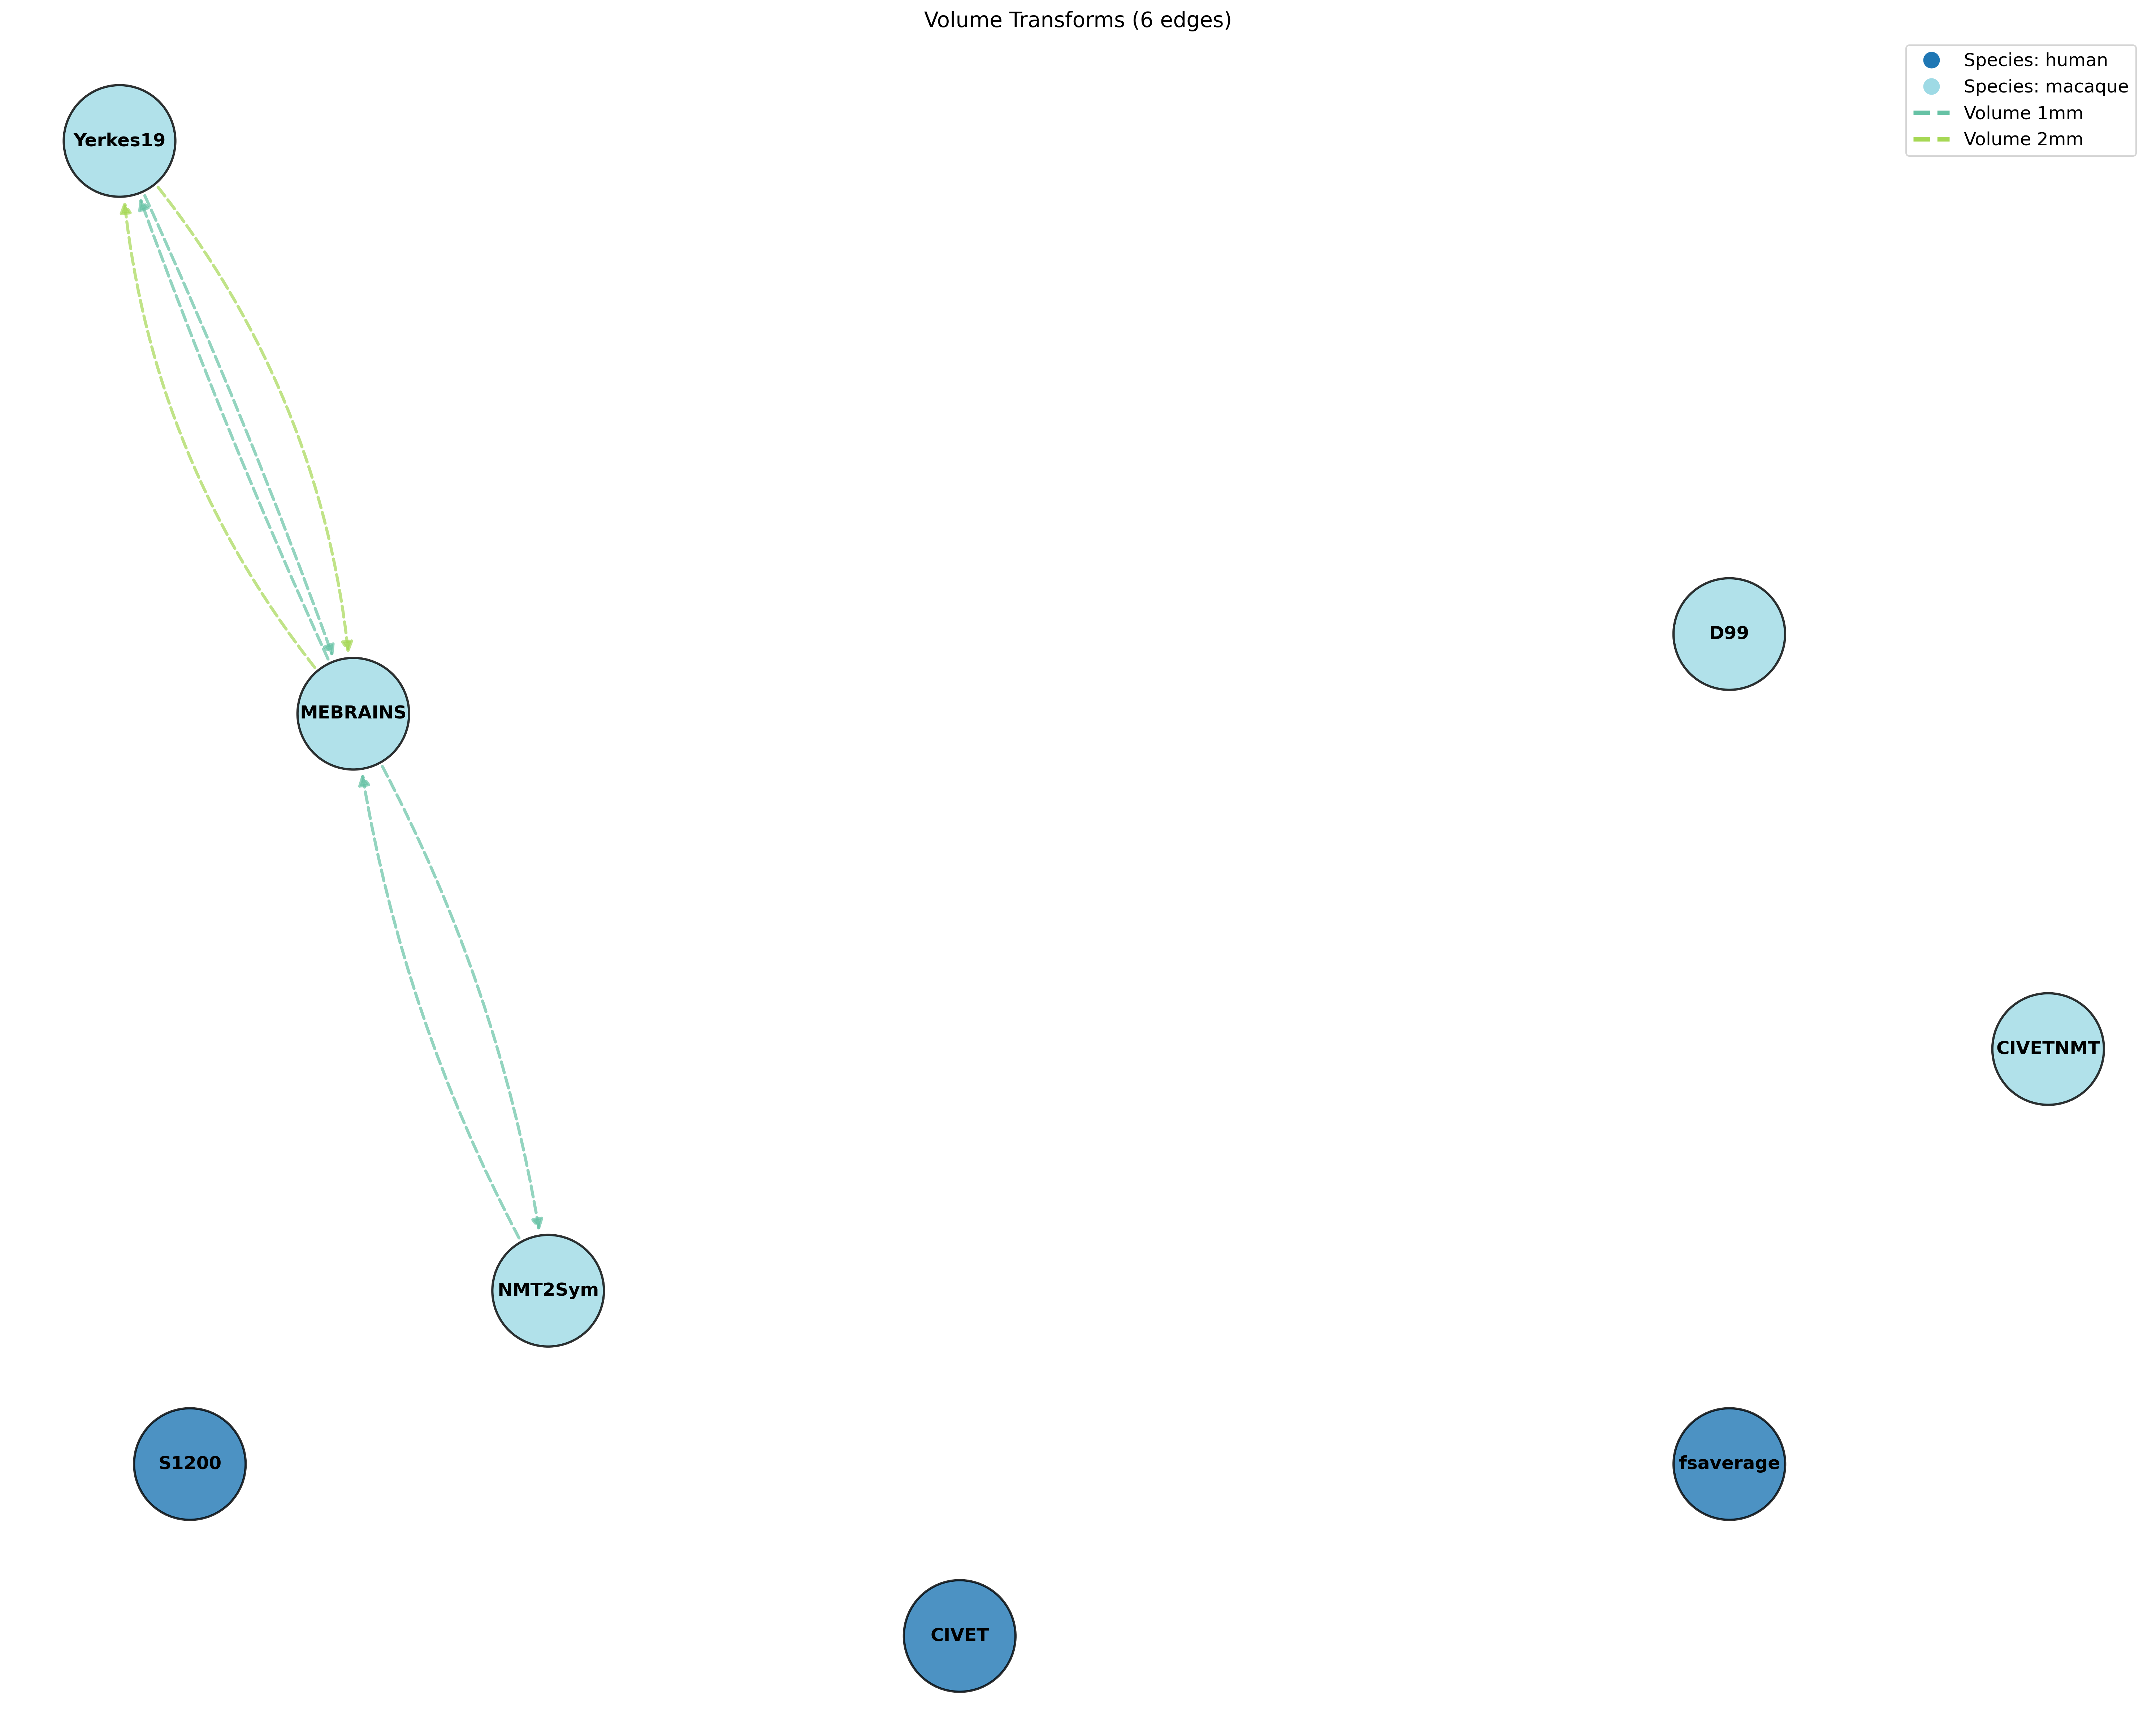 Volume Transforms (6 edges)
Species: human
Species: macaque
Volume 1mm
Volume 2mm
Yerkes19
D99
MEBRAINS
CIVETNMT
NMT2Sym
S1200
fsaverage
CIVET